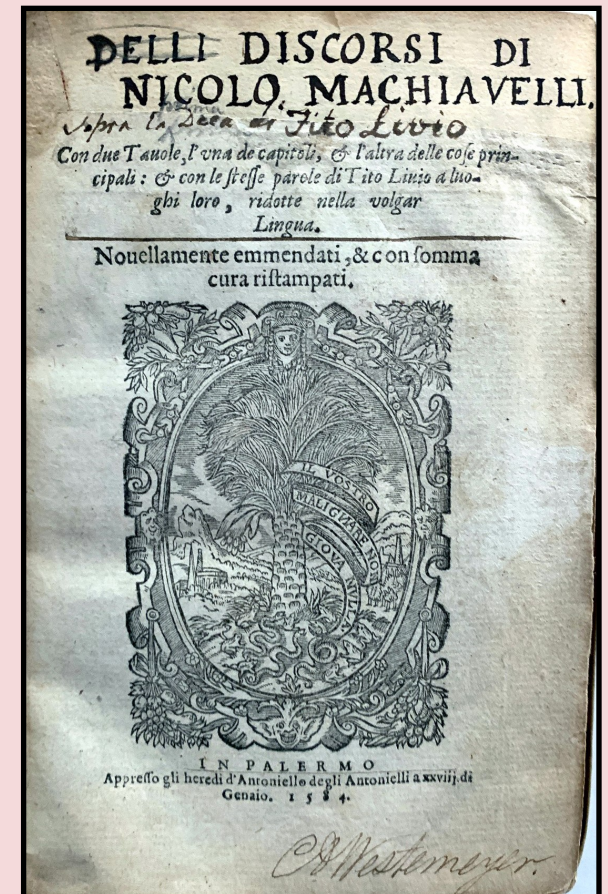 DELLI DISCORSI DI
NICOLO. MACHIAVELLI.
prima
Sopra la Deca di Tito Livio
Con due Tauole, l'vna de capitoli, & l'altra delle coſe prin-
cipali: & con le ſteſſe parole di Tito Liuio a luo-
ghi loro, ridotte nella volgar
Lingua.
Nouellamente emmendati, & con ſomma
cura riſtampati.
IL VOSTRO
MALIGNARE NON
GIOVA NVLLA
IN PALERMO
Appreſſo gli heredi d'Antoniello degli Antonielli a xxviij. di
Genaio. 1584.
Westemeyer.